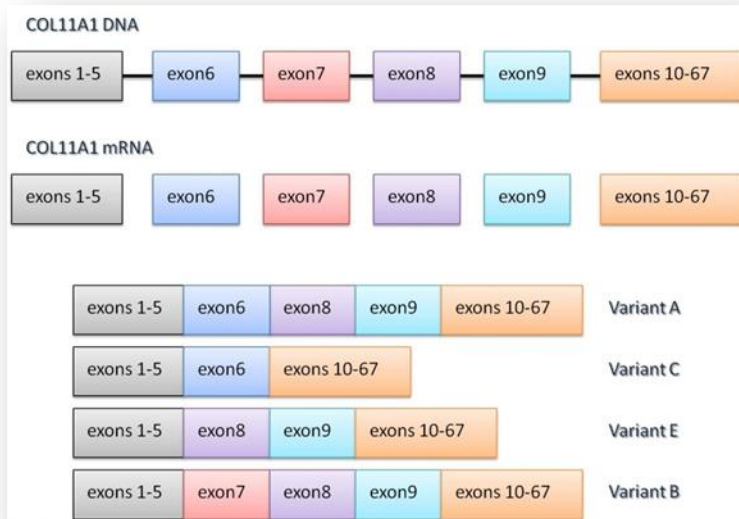 COL11A1 DNA
exons 1-5 exon6 exon7 exon8 exon9 exons 10-67
COL11A1 mRNA
exons 1-5 exon6 exon7 exon8 exon9 exons 10-67
exons 1-5 exon6 exon8 exon9 exons 10-67 Variant A
exons 1-5 exon6 exons 10-67 Variant C
exons 1-5 exon8 exon9 exons 10-67 Variant E
exons 1-5 exon7 exon8 exon9 exons 10-67 Variant B